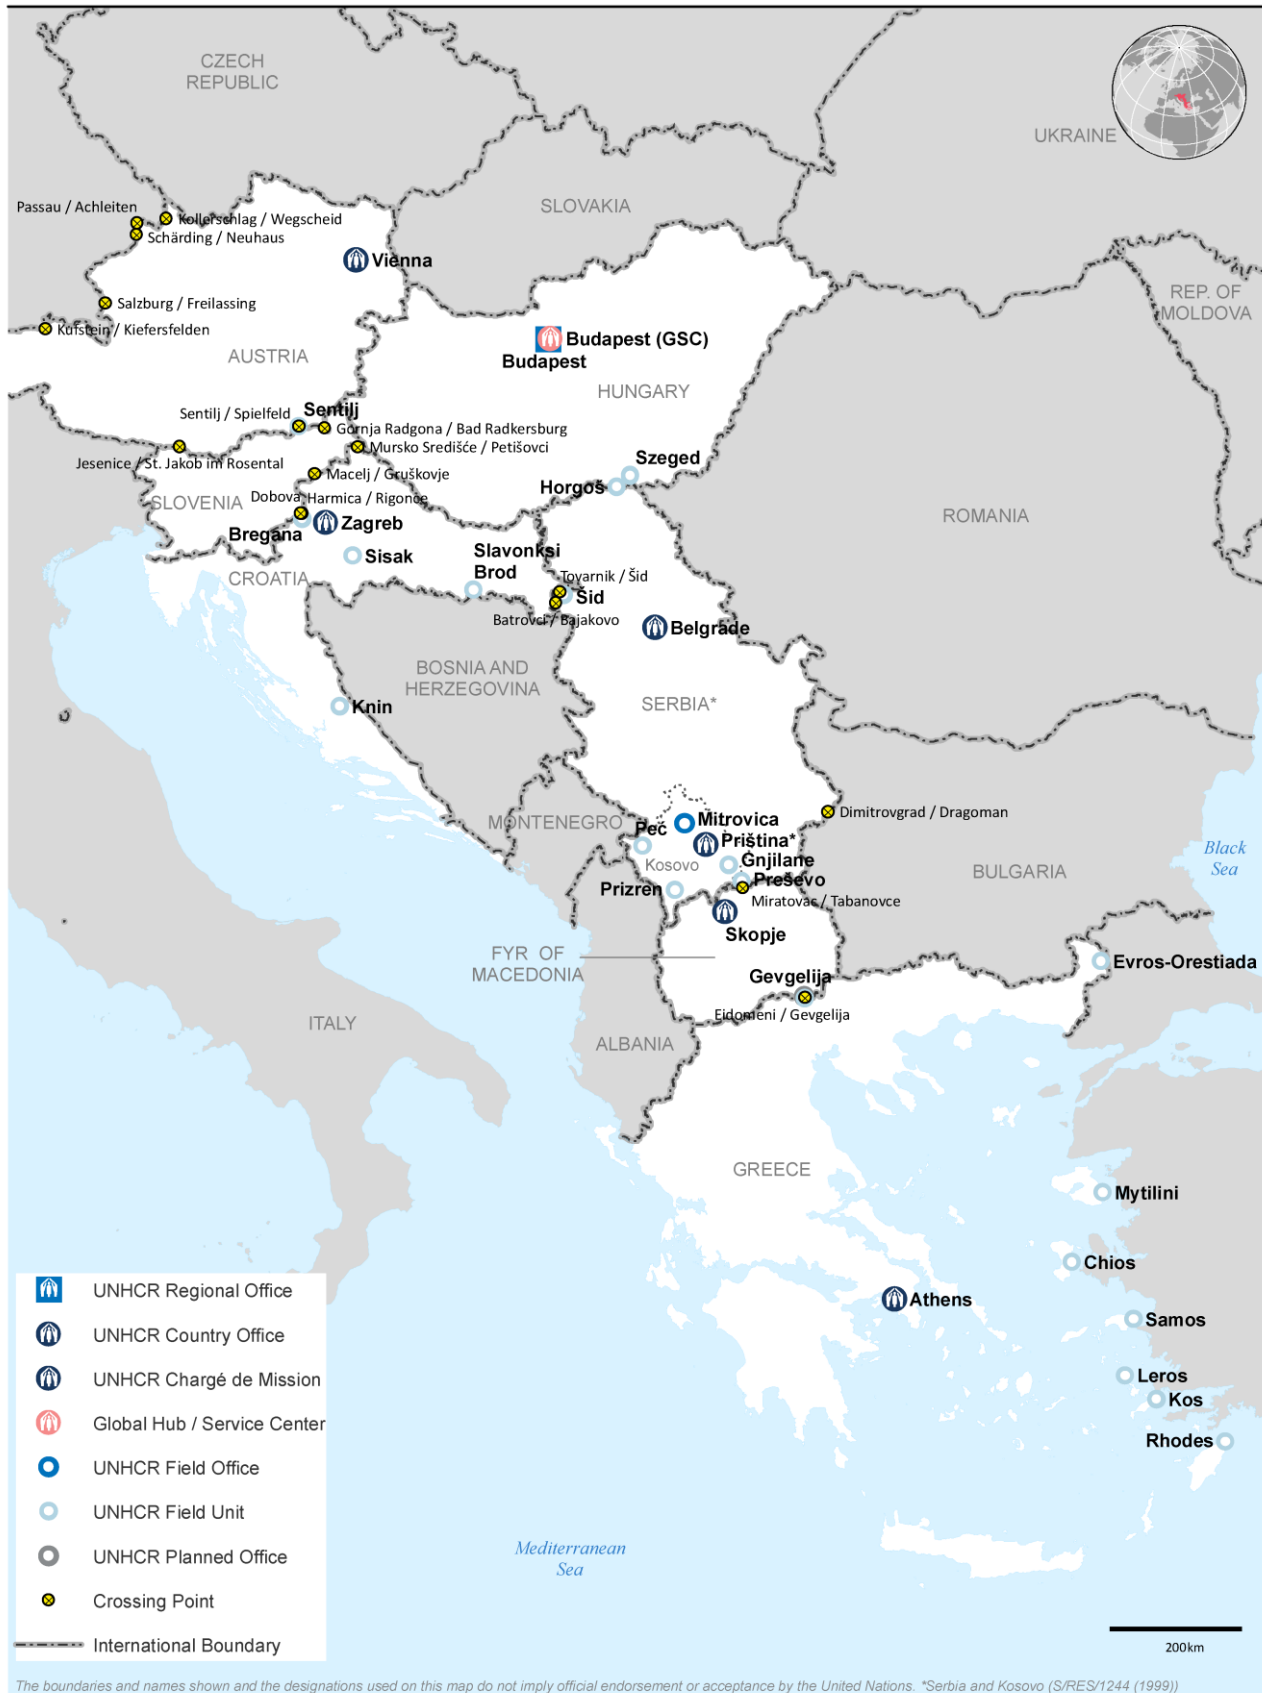 CZECH
REPUBLIC
UKRAINE
SLOVAKIA
Passau / Achleiten
Kollerschlag / Wegscheid
Schärding / Neuhaus
Vienna
REP. OF
MOLDOVA
Salzburg / Freilassing
Kufstein / Kiefersfelden
AUSTRIA
Budapest (GSC)
Budapest
HUNGARY
Sentilj / Spielfeld
Sentilj
Gornja Radgona / Bad Radkersburg
Mursko Središće / Petišovci
Jesenice / St. Jakob im Rosental
Macelj / Gruškovje
Szeged
Horgoš
SLOVENIA
Dobova
Harmica / Rigonce
Bregana
Zagreb
ROMANIA
Sisak
Slavonksi
Brod
CROATIA
Tovarnik / Šid
Šid
Batrovci / Bajakovo
Belgrade
BOSNIA AND
HERZEGOVINA
SERBIA*
Knin
MONTENEGRO
Mitrovica
Peć
Priština*
Kosovo
Gnjilane
Prizren
Preševo
Miratovac / Tabanovce
Dimitrovgrad / Dragoman
Black
Sea
BULGARIA
Skopje
FYR OF
MACEDONIA
Gevgelija
Eidomeni / Gevgelija
Evros-Orestiada
ITALY
ALBANIA
GREECE
Mytilini
Chios
Athens
Samos
Leros
Kos
Rhodes
Mediterranean
Sea
UNHCR Regional Office
UNHCR Country Office
UNHCR Chargé de Mission
Global Hub / Service Center
UNHCR Field Office
UNHCR Field Unit
UNHCR Planned Office
Crossing Point
International Boundary
200km
The boundaries and names shown and the designations used on this map do not imply official endorsement or acceptance by the United Nations. *Serbia and Kosovo (S/RES/1244 (1999))